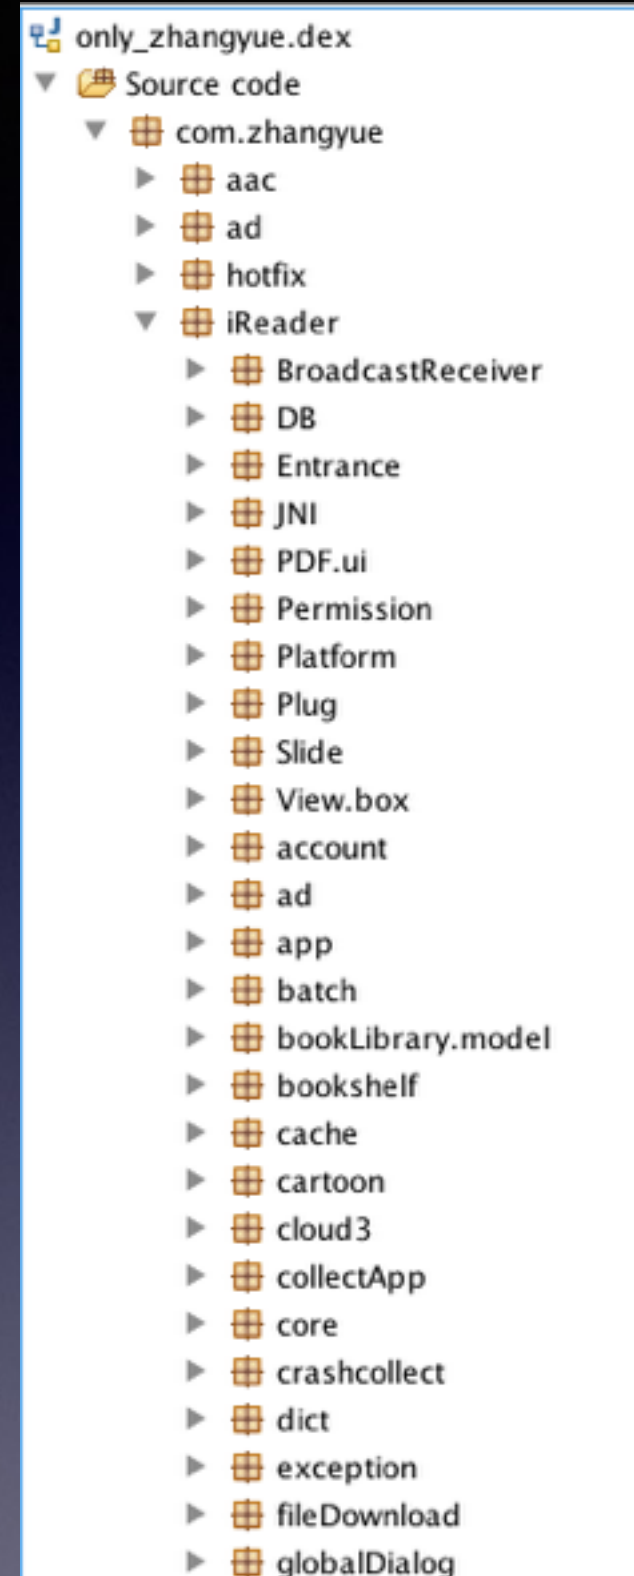 only_zhangyue.dex
Source code
com.zhangyue
aac
ad
hotfix
iReader
BroadcastReceiver
DB
Entrance
JNI
PDF.ui
Permission
Platform
Plug
Slide
View.box
account
ad
app
batch
bookLibrary.model
bookshelf
cache
cartoon
cloud3
collectApp
core
crashcollect
dict
exception
fileDownload
globalDialog